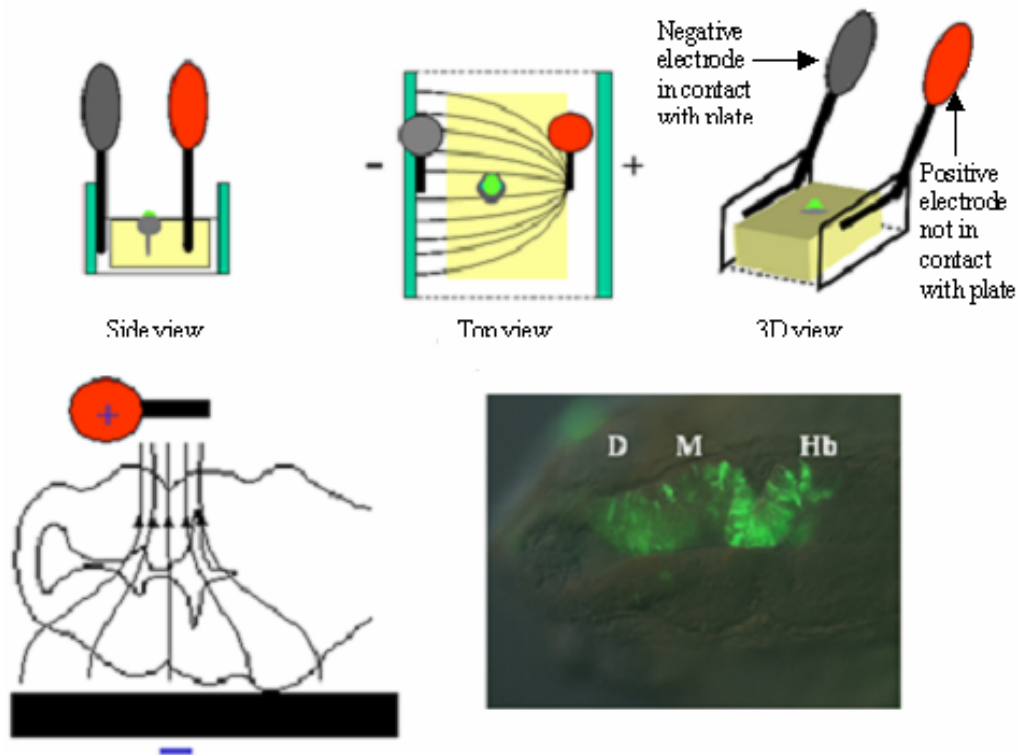 Negative
electrode
in contact
with plate
-
+
Positive
electrode
not in
contact
with plate
Side view
Top view
3D view
+
D M Hb
-